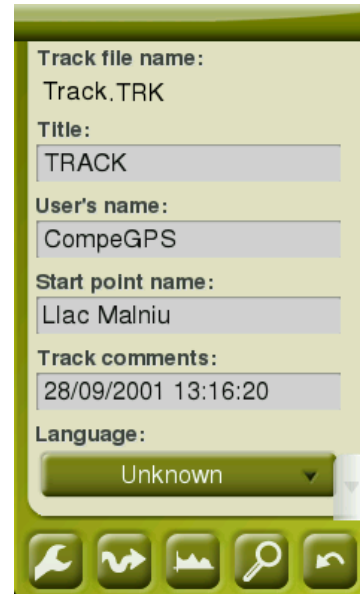 Track file name:
Track.TRK
Title:
TRACK
User's name:
CompeGPS
Start point name:
Llac Malniu
Track comments:
28/09/2001 13:16:20
Language:
Unknown